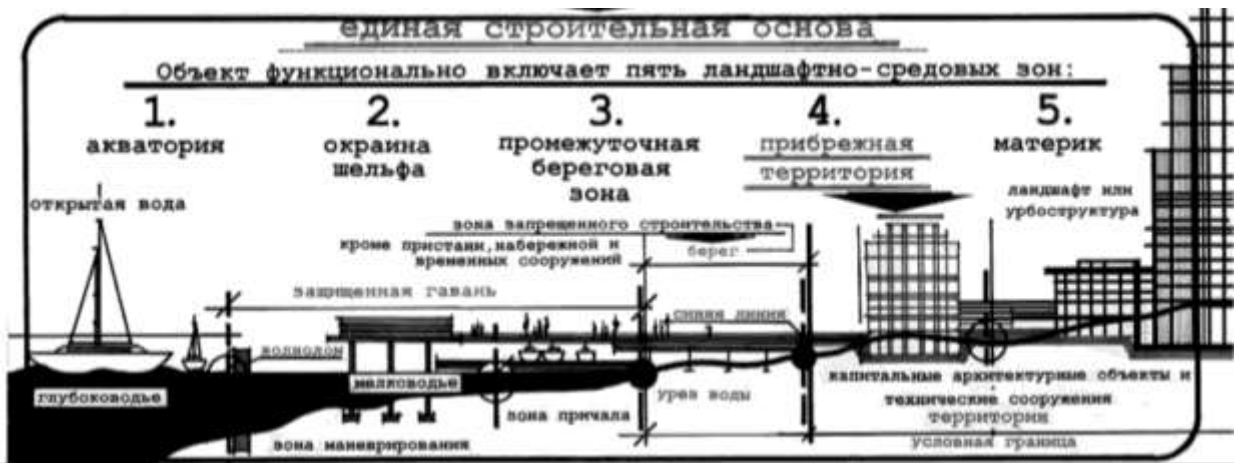 единая строительная основа
Объект функционально включает пять ландшафтно-средовых зон:
1.
акватория
2.
окраина
шельфа
3.
промежуточная
береговая
зона
4.
прибрежная
территория
5.
материк
открытая вода
ландшафт или
урбоструктура
зона запрещенного строительства
кроме пристани, набережной и
временных сооружений
берег
защищенная гавань
синяя линия
волнолом
мелководье
глубоководье
урез воды
зона причала
зона маневрирования
капитальные архитектурные объекты и
технические сооружения
территории
условная граница